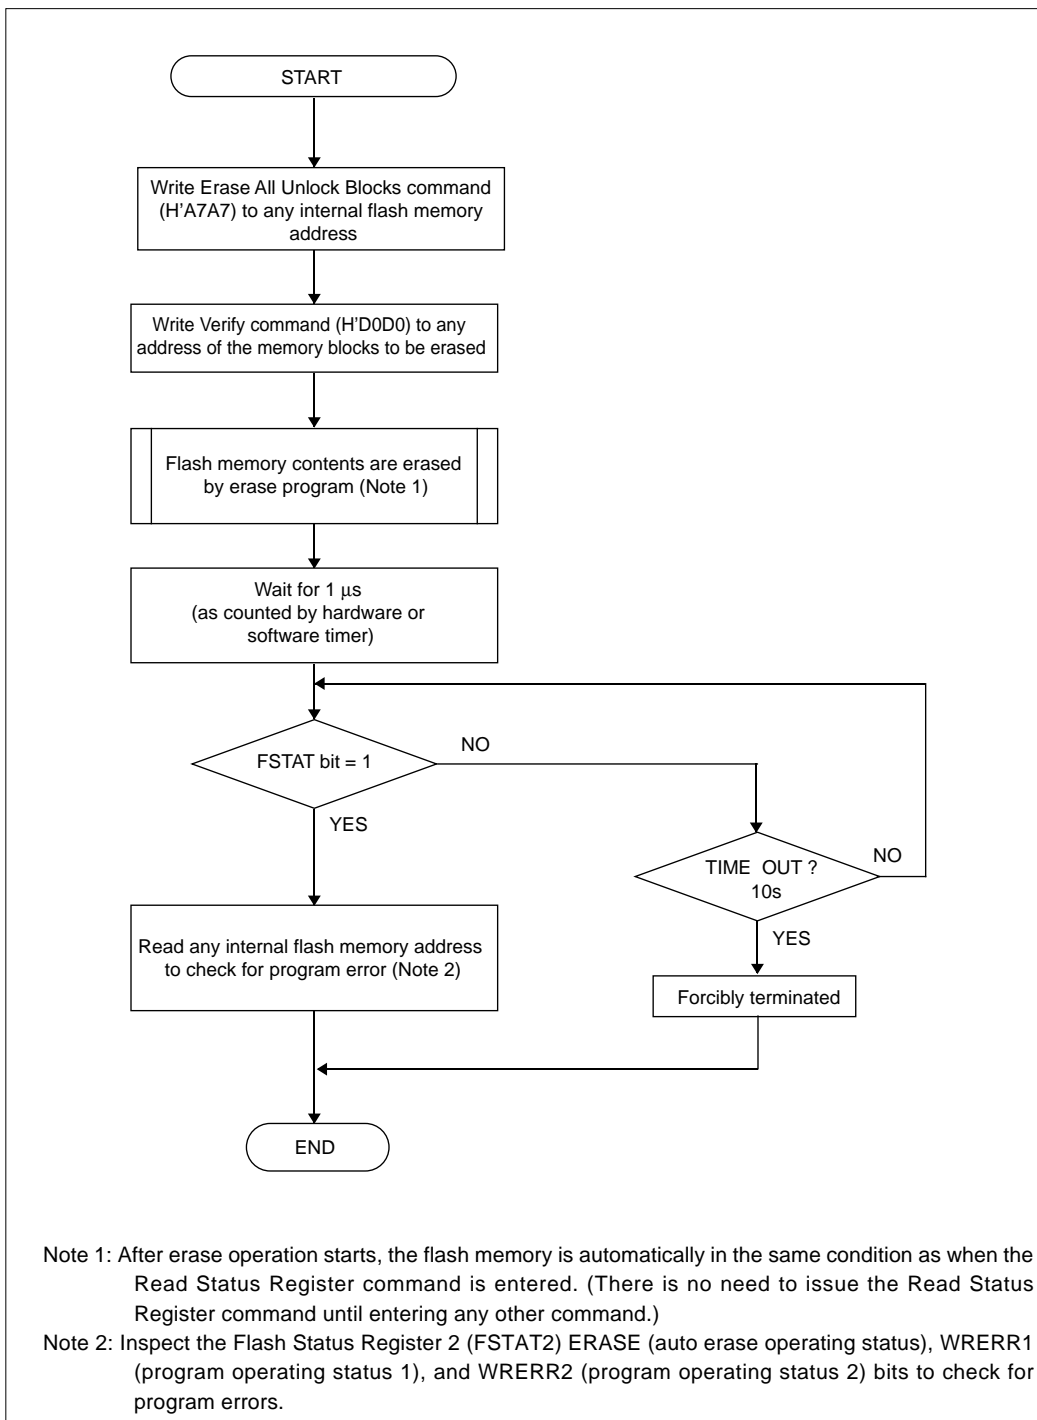 START
Write Erase All Unlock Blocks command
(H'A7A7) to any internal flash memory
address
Write Verify command (H'D0D0) to any
address of the memory blocks to be erased
Flash memory contents are erased
by erase program (Note 1)
Wait for 1 μs
(as counted by hardware or
software timer)
FSTAT bit = 1
NO
YES
TIME OUT ?
10s
NO
YES
Read any internal flash memory address
to check for program error (Note 2)
Forcibly terminated
END
Note 1: After erase operation starts, the flash memory is automatically in the same condition as when the
Read Status Register command is entered. (There is no need to issue the Read Status
Register command until entering any other command.)
Note 2: Inspect the Flash Status Register 2 (FSTAT2) ERASE (auto erase operating status), WRERR1
(program operating status 1), and WRERR2 (program operating status 2) bits to check for
program errors.